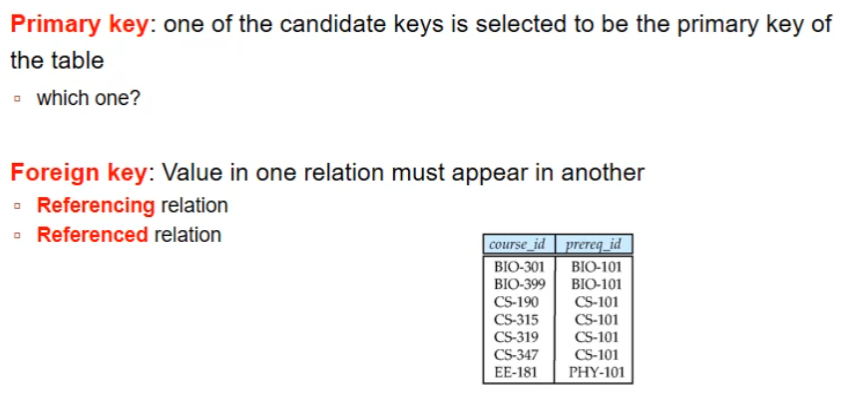 Primary key: one of the candidate keys is selected to be the primary key of
the table
▫ which one?
Foreign key: Value in one relation must appear in another
▫ Referencing relation
▫ Referenced relation
course_id prereq_id
BIO-301 BIO-101
BIO-399 BIO-101
CS-190 CS-101
CS-315 CS-101
CS-319 CS-101
CS-347 CS-101
EE-181 PHY-101